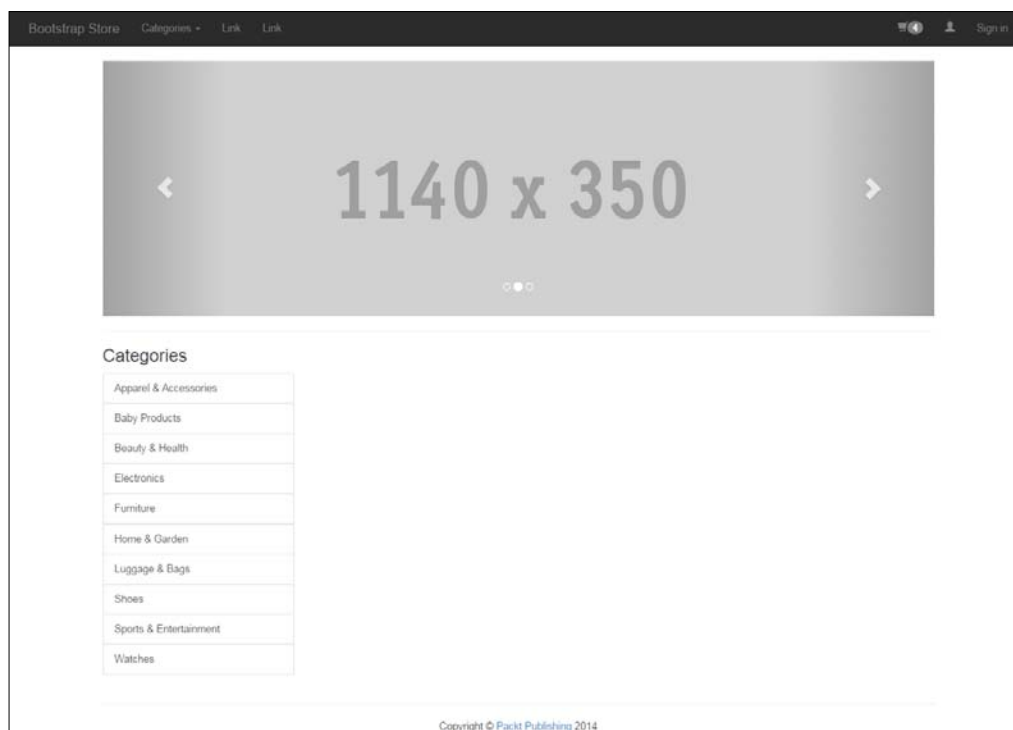 Bootstrap Store Categories Link Link 4 Sign in
1140 x 350
Categories
Apparel & Accessories
Baby Products
Beauty & Health
Electronics
Furniture
Home & Garden
Luggage & Bags
Shoes
Sports & Entertainment
Watches
Copyright © Packt Publishing 2014